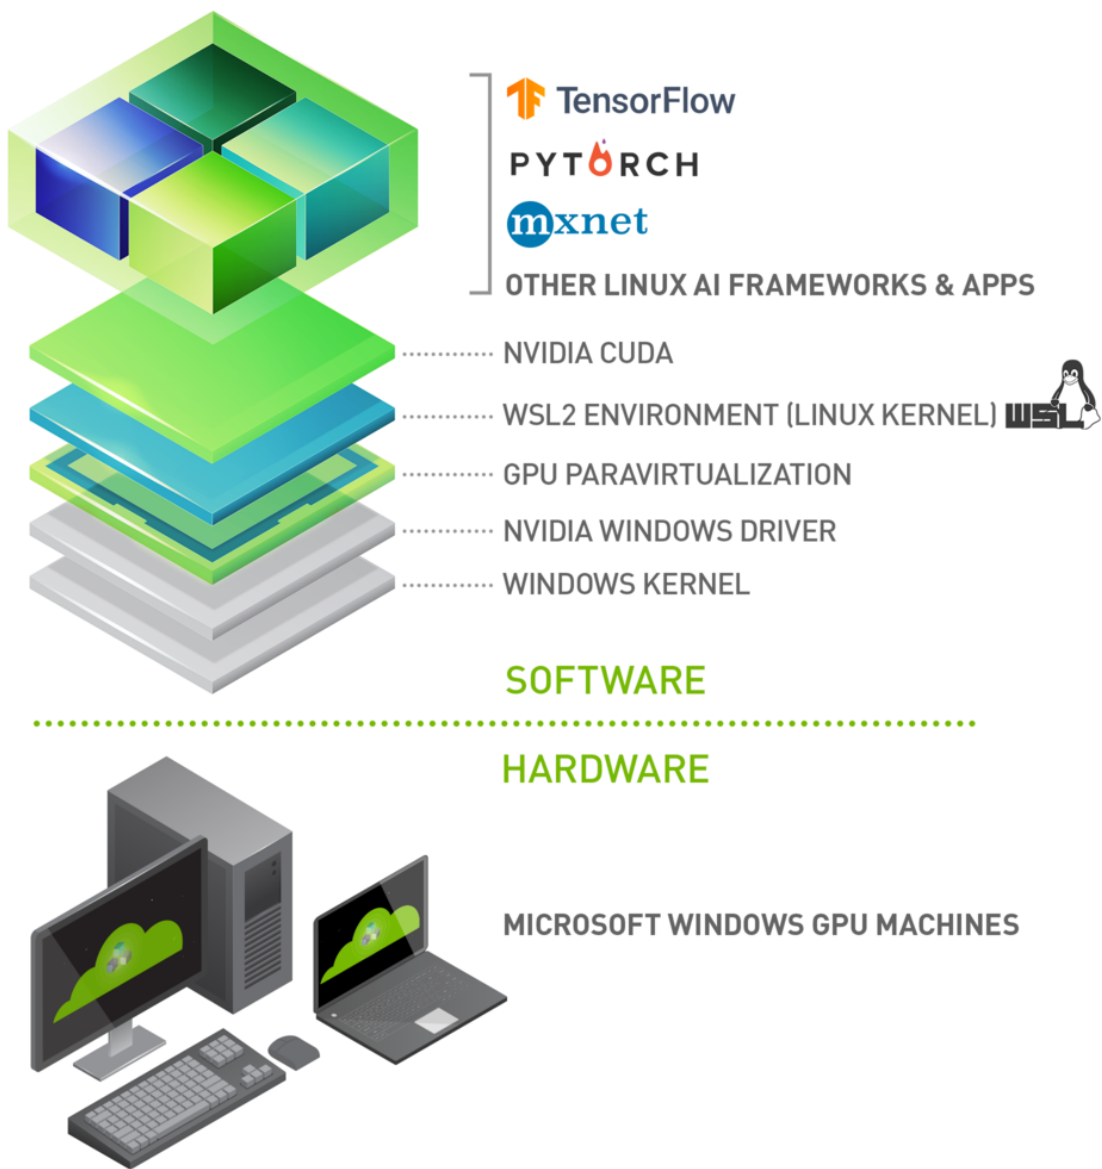 TensorFlow
PYTORCH
mxnet
OTHER LINUX AI FRAMEWORKS & APPS
NVIDIA CUDA
WSL2 ENVIRONMENT (LINUX KERNEL) WSL
GPU PARAVIRTUALIZATION
NVIDIA WINDOWS DRIVER
WINDOWS KERNEL
SOFTWARE
HARDWARE
MICROSOFT WINDOWS GPU MACHINES